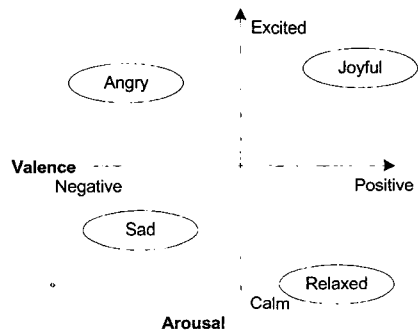 Excited
Angry
Joyful
Valence
Negative
Positive
Sad
Relaxed
Calm
Arousal